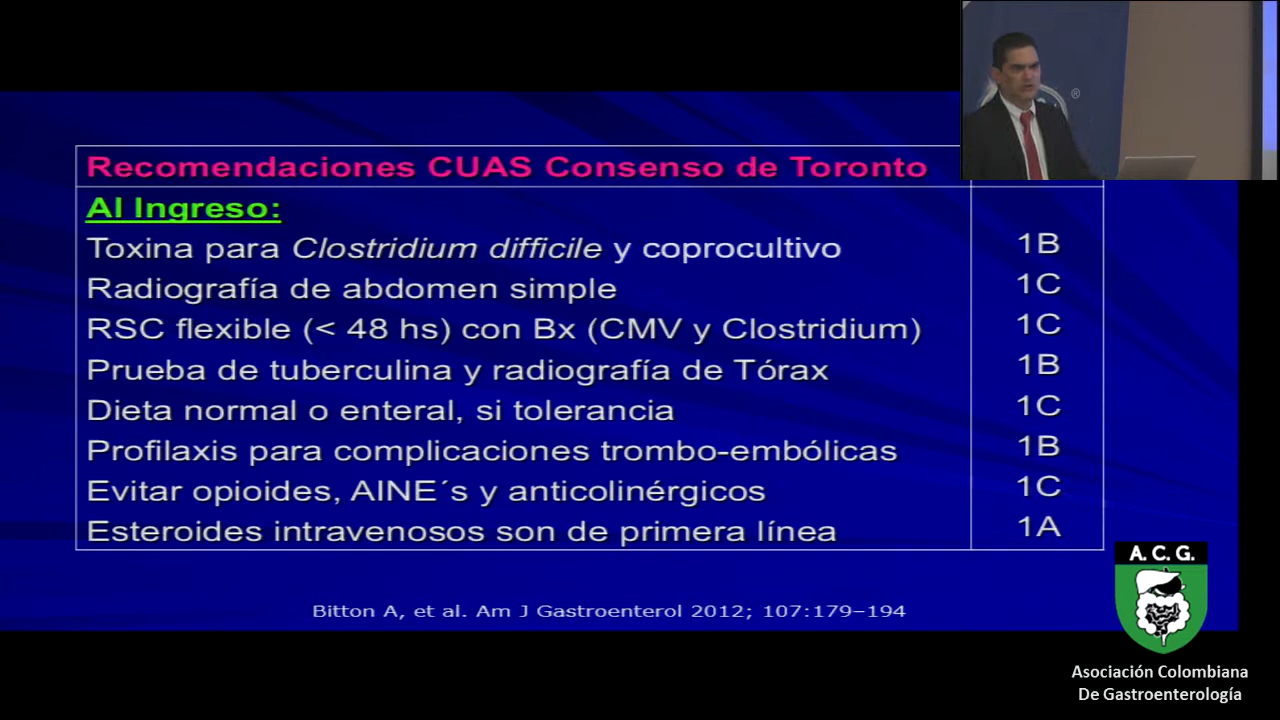 ®
Recomendaciones CUAS Consenso de Toronto
Al Ingreso:
Toxina para Clostridium difficile y coprocultivo 1B
Radiografía de abdomen simple 1C
RSC flexible (< 48 hs) con Bx (CMV y Clostridium) 1C
Prueba de tuberculina y radiografía de Tórax 1B
Dieta normal o enteral, si tolerancia 1C
Profilaxis para complicaciones trombo-embólicas 1B
Evitar opioides, AINE´s y anticolinérgicos 1C
Esteroides intravenosos son de primera línea 1A
Bitton A, et al. Am J Gastroenterol 2012; 107:179–194
A. C. G.
Asociación Colombiana
De Gastroenterología